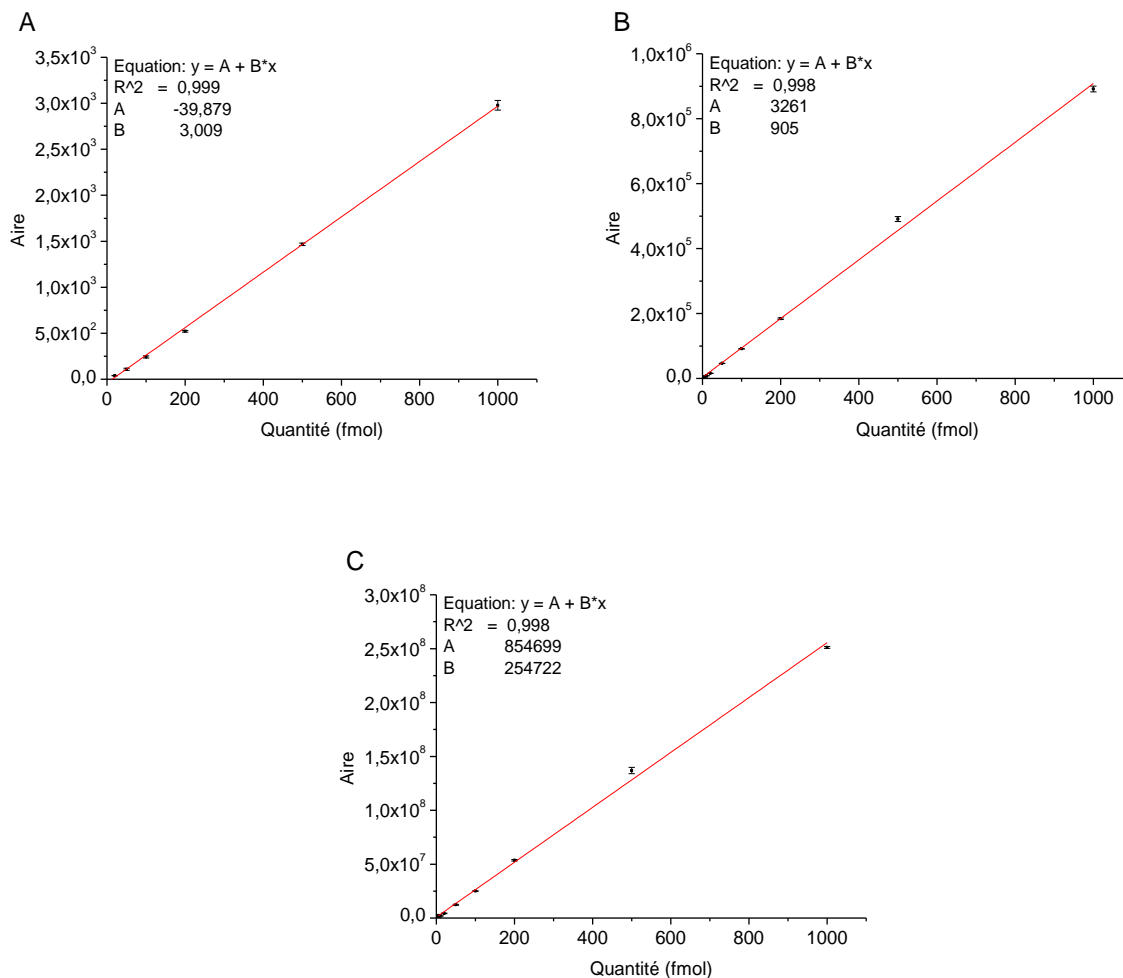 A
Equation: y = A + B*x
R^2 = 0,999
A -39,879
B 3,009
3,5x10³
3,0x10³
2,5x10³
2,0x10³
1,5x10³
1,0x10³
5,0x10²
0,0
Aire
0 200 400 600 800 1000
Quantité (fmol)
B
Equation: y = A + B*x
R^2 = 0,998
A 3261
B 905
1,0x10⁶
8,0x10⁵
6,0x10⁵
4,0x10⁵
2,0x10⁵
0,0
Aire
0 200 400 600 800 1000
Quantité (fmol)
C
Equation: y = A + B*x
R^2 = 0,998
A 854699
B 254722
3,0x10⁸
2,5x10⁸
2,0x10⁸
1,5x10⁸
1,0x10⁸
5,0x10⁷
0,0
Aire
0 200 400 600 800 1000
Quantité (fmol)